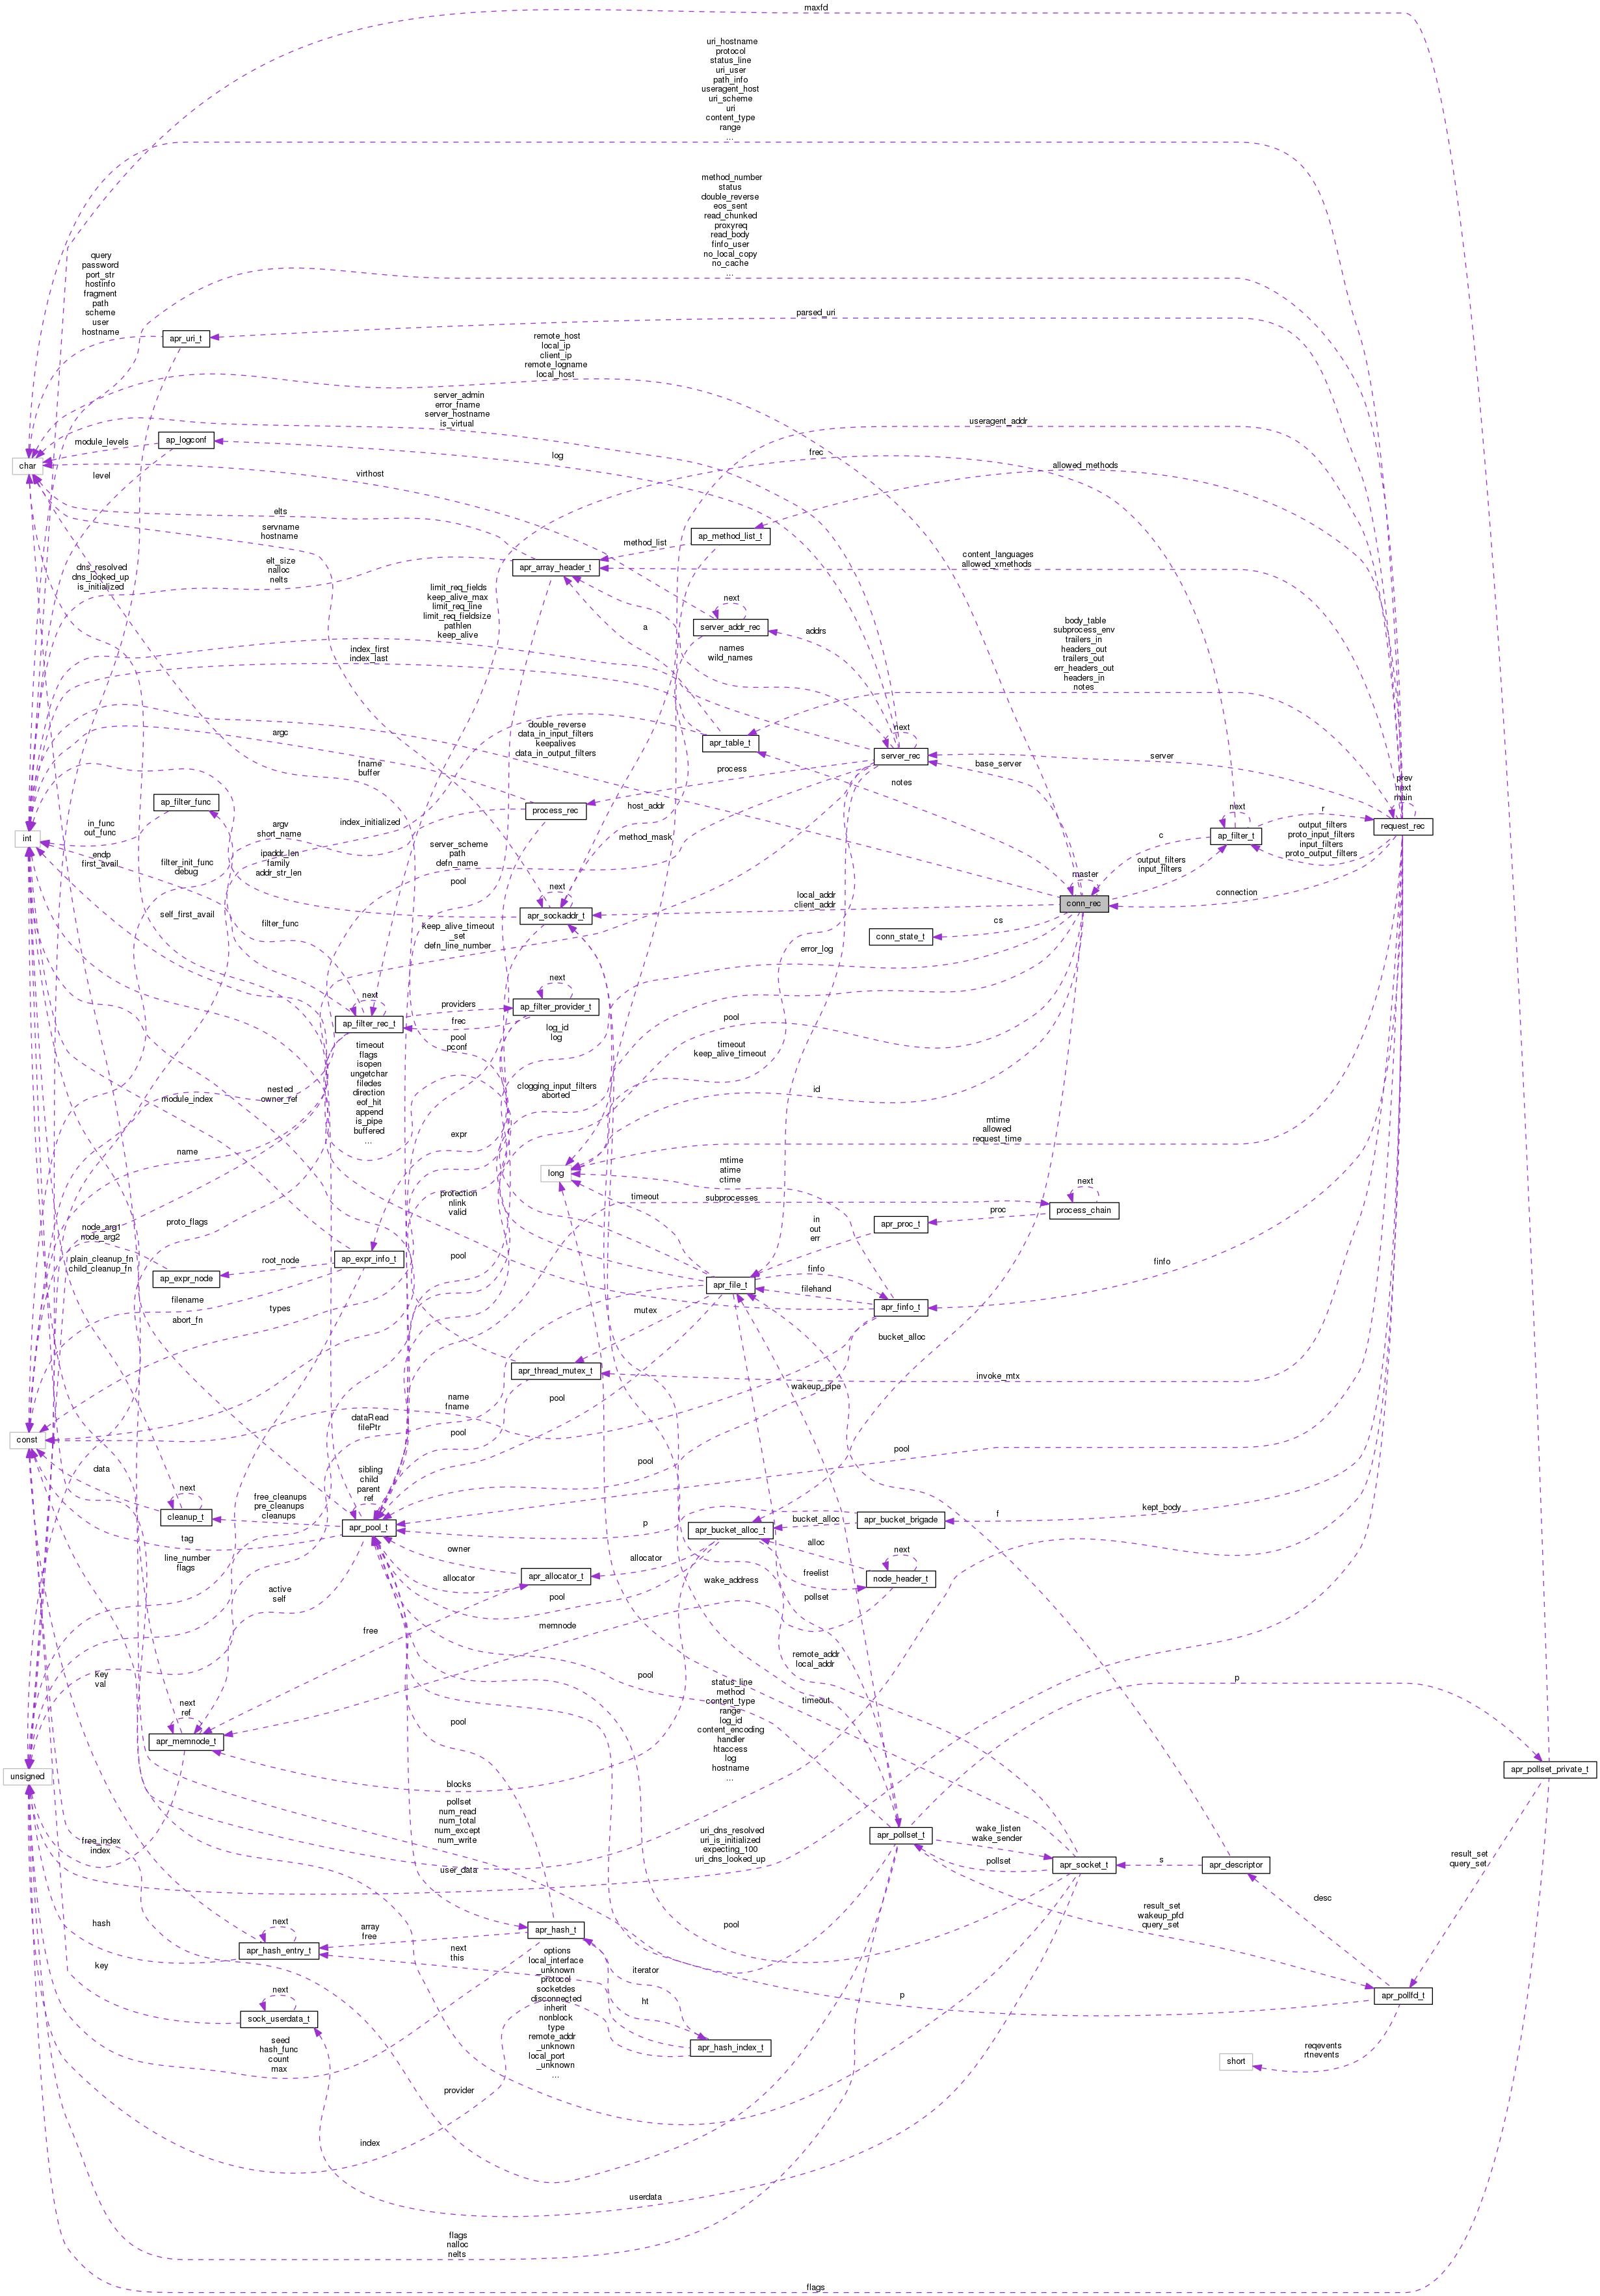 maxfd
uri_hostname
protocol
status_line
uri_user
path_info
useragent_host
uri_scheme
uri
content_type
range
...
method_number
status
double_reverse
eos_sent
read_chunked
proxyreq
read_body
finfo_user
no_local_copy
no_cache
...
query
password
port_str
hostinfo
fragment
path
scheme
user
hostname
apr_uri_t
parsed_uri
remote_host
local_ip
client_ip
remote_logname
local_host
server_admin
error_fname
server_hostname
is_virtual
useragent_addr
ap_logconf
module_levels
log
frec
char
level
virthost
allowed_methods
elts
servname
hostname
ap_method_list_t
method_list
content_languages
allowed_xmethods
apr_array_header_t
elt_size
nalloc
nelts
dns_resolved
dns_looked_up
is_initialized
limit_req_fields
keep_alive_max
limit_req_line
limit_req_fieldsize
pathlen
keep_alive
next
server_addr_rec
a
addrs
names
wild_names
body_table
subprocess_env
trailers_in
headers_out
trailers_out
err_headers_out
headers_in
notes
index_first
index_last
double_reverse
data_in_input_filters
keepalives
data_in_output_filters
argc
apr_table_t
next
server_rec
base_server
server
fname
buffer
process
notes
prev
next
main
ap_filter_func
process_rec
host_addr
next
ap_filter_t
r
request_rec
int
in_func
out_func
argv
short_name
index_initialized
method_mask
c
output_filters
proto_input_filters
input_filters
proto_output_filters
endp
first_avail
filter_init_func
debug
ipaddr_len
family
addr_str_len
server_scheme
path
defn_name
output_filters
input_filters
master
conn_rec
connection
pool
next
local_addr
client_addr
self_first_avail
filter_func
apr_sockaddr_t
keep_alive_timeout
_set
defn_line_number
cs
conn_state_t
error_log
next
ap_filter_provider_t
providers
frec
next
ap_filter_rec_t
log_id
log
pool
timeout
flags
isopen
ungetchar
filedes
direction
eof_hit
append
is_pipe
buffered
...
pool
pconf
timeout
keep_alive_timeout
nested
owner_ref
module_index
clogging_input_filters
aborted
id
mtime
allowed
request_time
expr
name
long
mtime
atime
ctime
protection
nlink
valid
timeout
subprocesses
next
process_chain
proc
apr_proc_t
in
out
err
node_arg1
node_arg2
proto_flags
plain_cleanup_fn
child_cleanup_fn
root_node
ap_expr_info_t
ap_expr_node
pool
finfo
finfo
apr_file_t
filehand
apr_finfo_t
filename
types
abort_fn
mutex
bucket_alloc
apr_thread_mutex_t
invoke_mtx
wakeup_pipe
name
fname
pool
dataRead
filePtr
pool
const
pool
pool
data
sibling
child
parent
ref
next
cleanup_t
free_cleanups
pre_cleanups
cleanups
apr_pool_t
tag
p
apr_bucket_alloc_t
bucket_alloc
apr_bucket_brigade
kept_body
f
alloc
next
node_header_t
line_number
flags
owner
allocator
apr_allocator_t
allocator
freelist
wake_address
active
self
pool
pollset
memnode
free
remote_addr
local_addr
key
val
pool
status_line
method
content_type
range
log_id
content_encoding
handler
htaccess
log
hostname
...
timeout
p
next
ref
apr_memnode_t
pool
unsigned
blocks
apr_pollset_private_t
pollset
num_read
num_total
num_except
num_write
apr_pollset_t
wake_listen
wake_sender
free_index
index
user_data
uri_dns_resolved
uri_is_initialized
expecting_100
uri_dns_looked_up
pollset
apr_socket_t
s
apr_descriptor
result_set
query_set
desc
hash
next
apr_hash_entry_t
array
free
apr_hash_t
pool
result_set
wakeup_pfd
query_set
next
this
iterator
key
next
sock_userdata_t
options
local_interface
_unknown
protocol
socketdes
disconnected
inherit
nonblock
type
remote_addr
_unknown
local_port
_unknown
...
ht
p
apr_pollfd_t
seed
hash_func
count
max
apr_hash_index_t
short
reqevents
rtnevents
provider
index
userdata
flags
nalloc
nelts
flags